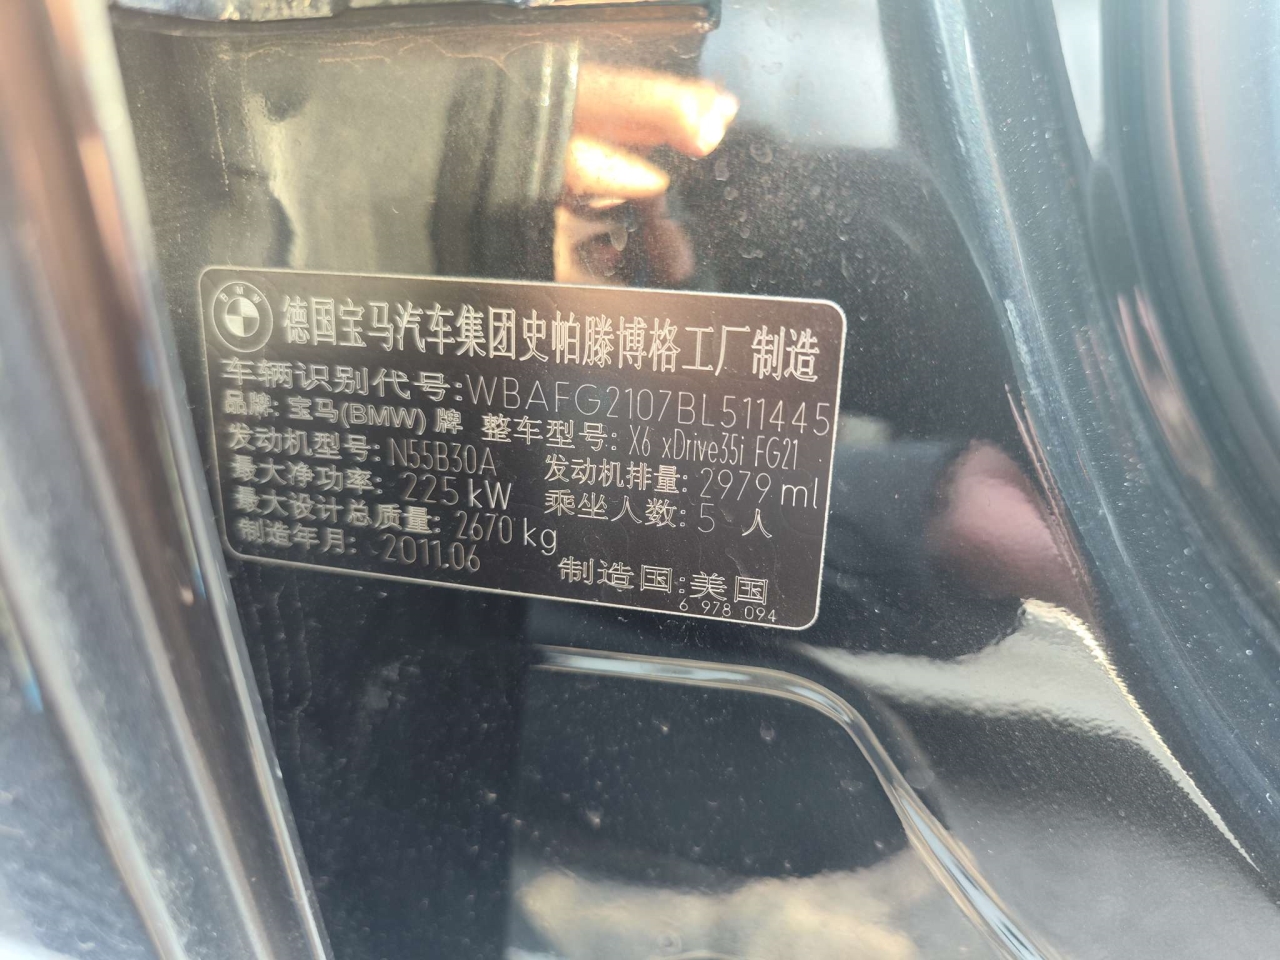 BMW
德国宝马汽车集团史帕滕博格工厂制造
车辆识别代号:WBAFG2107BL511445
品牌: 宝马(BMW) 牌 整车型号: X6 xDrive35i FG21
发动机型号: N55B30A 发动机排量: 2979 ml
最大净功率: 225 kW 乘坐人数: 5 人
最大设计总质量: 2670 kg
制造年月: 2011.06 制造国:美国
6 978 094